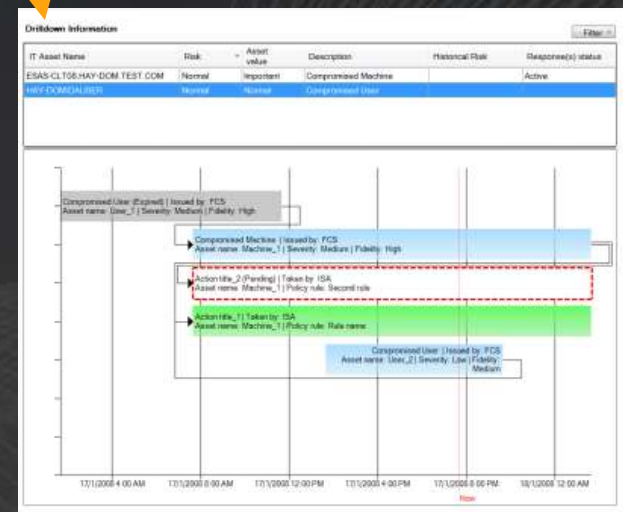 Drilldown Information
Filter
IT Asset Name Risk Asset value Description Historical Risk Response(s) status
ESAS-CLT08.HAY-DOM.TEST.COM Normal Important Compromised Machine Active
Normal Normal Compromised User
Compromised User (Expired) | Issued by: FCS
Asset name: User_1 | Severity: Medium | Fidelity: High
Compromised Machine | Issued by: FCS
Asset name: Machine_1 | Severity: Medium | Fidelity: High
Action title_2 (Pending) | Taken by: ISA
Asset name: Machine_1 | Policy rule: Second rule
Action title_1 | Taken by: ISA
Asset name: Machine_1 | Policy rule: Rule name
Compromised User | Issued by: FCS
Asset name: User_2 | Severity: Low | Fidelity:
Medium
17/1/2008 4:00 AM 17/1/2008 8:00 AM 17/1/2008 12:00 PM 17/1/2008 4:00 PM 17/1/2008 8:00 PM 18/1/2008 12:00 AM
Now